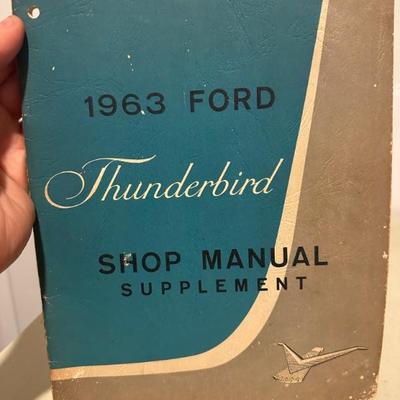 1963 FORD
Thunderbird
SHOP MANUAL
SUPPLEMENT